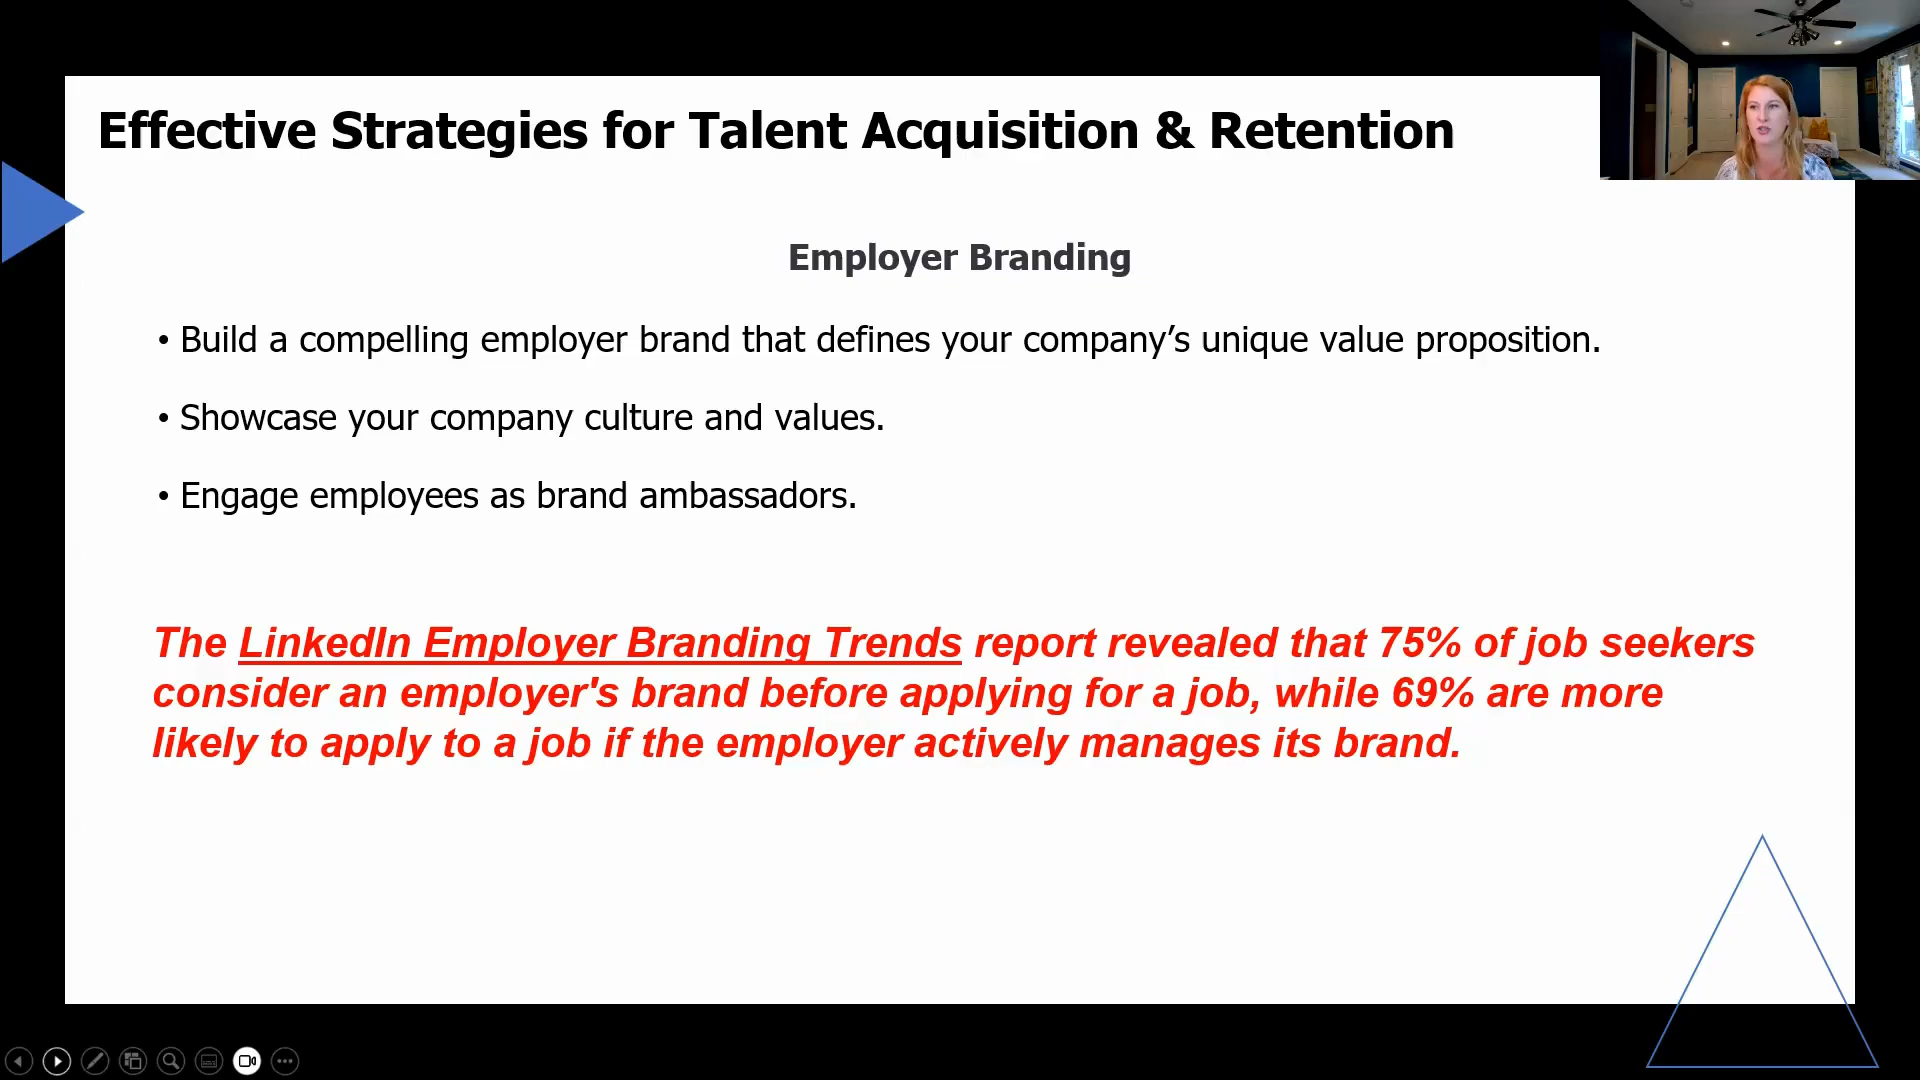 Effective Strategies for Talent Acquisition & Retention
Employer Branding
• Build a compelling employer brand that defines your company’s unique value proposition.
• Showcase your company culture and values.
• Engage employees as brand ambassadors.
The LinkedIn Employer Branding Trends report revealed that 75% of job seekers
consider an employer's brand before applying for a job, while 69% are more
likely to apply to a job if the employer actively manages its brand.